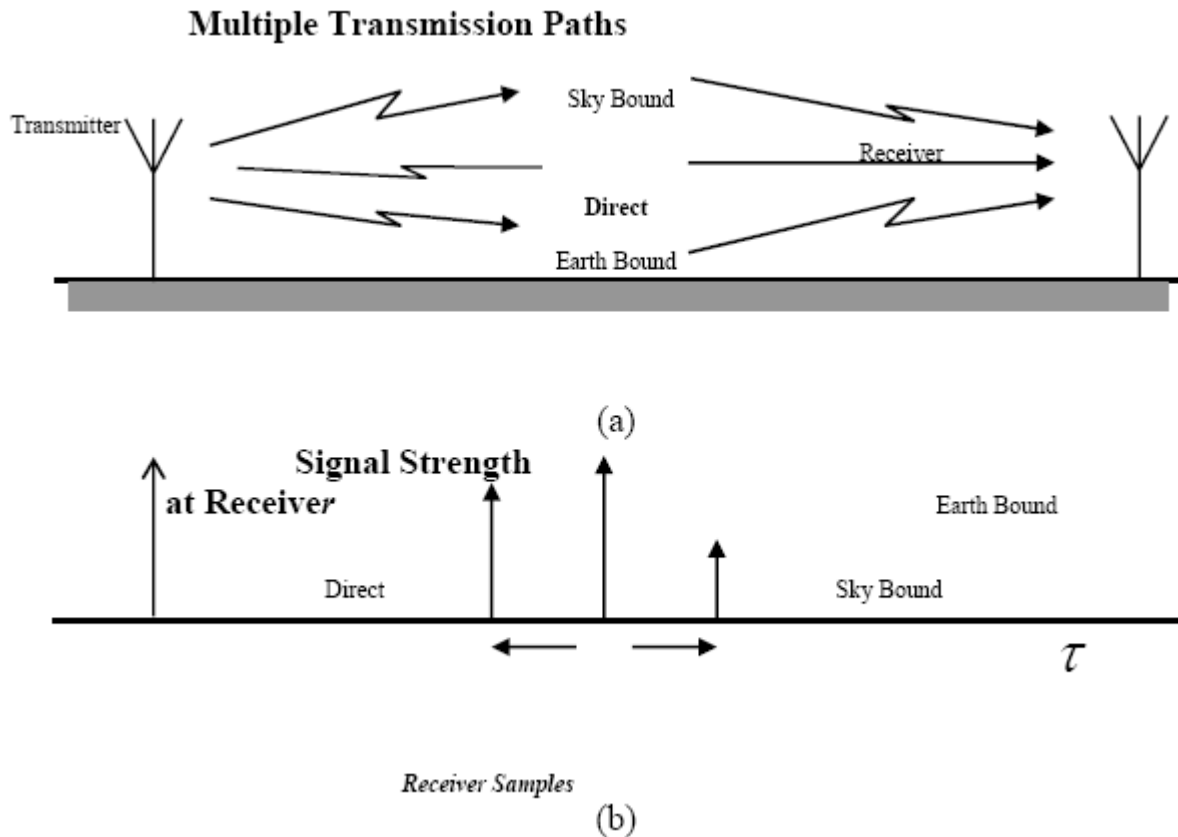 Multiple Transmission Paths
Sky Bound
Transmitter
Receiver
Direct
Earth Bound
(a)
Signal Strength
at Receiver
Earth Bound
Direct
Sky Bound
τ
Receiver Samples
(b)